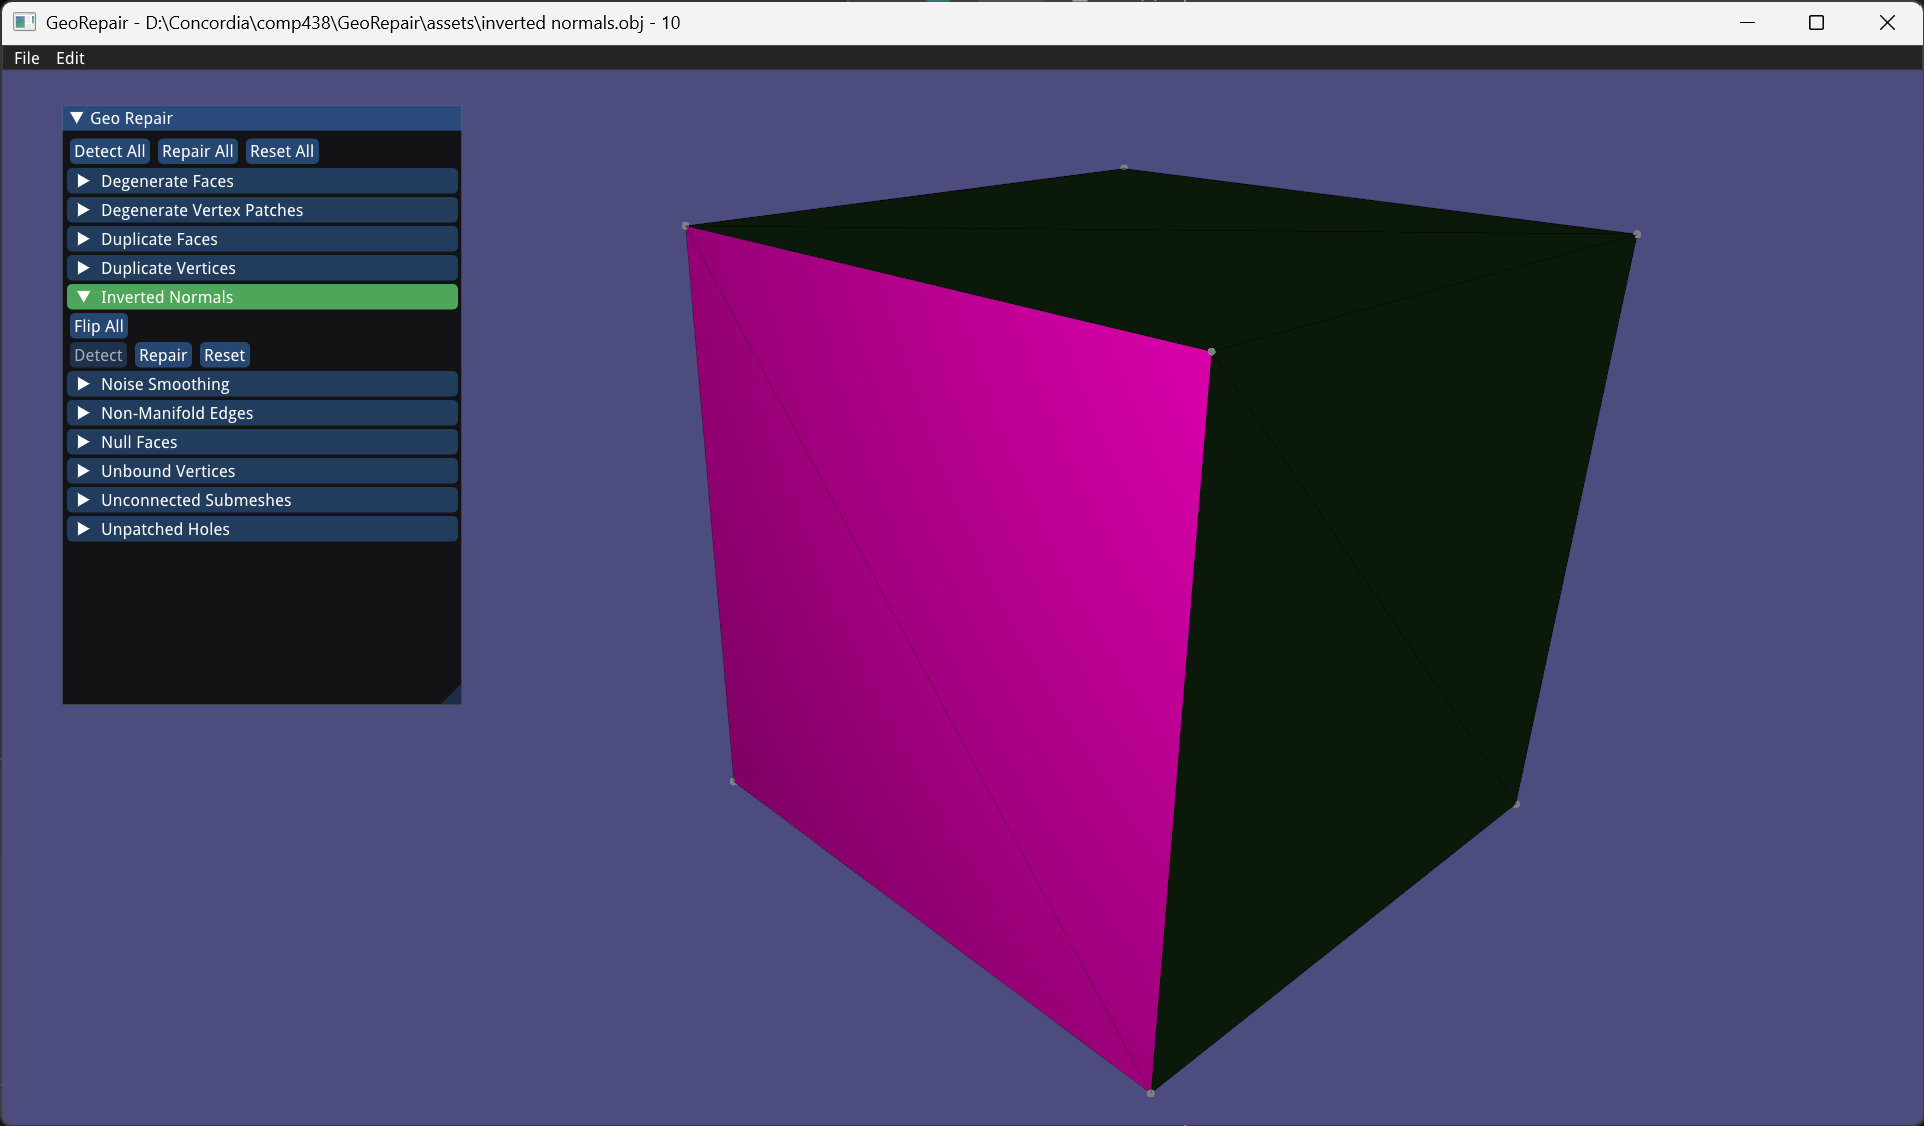 GeoRepair - D:\Concordia\comp438\GeoRepair\assets\inverted normals.obj - 10
File Edit
Geo Repair
Detect All Repair All Reset All
Degenerate Faces
Degenerate Vertex Patches
Duplicate Faces
Duplicate Vertices
Inverted Normals
Flip All
Detect Repair Reset
Noise Smoothing
Non-Manifold Edges
Null Faces
Unbound Vertices
Unconnected Submeshes
Unpatched Holes